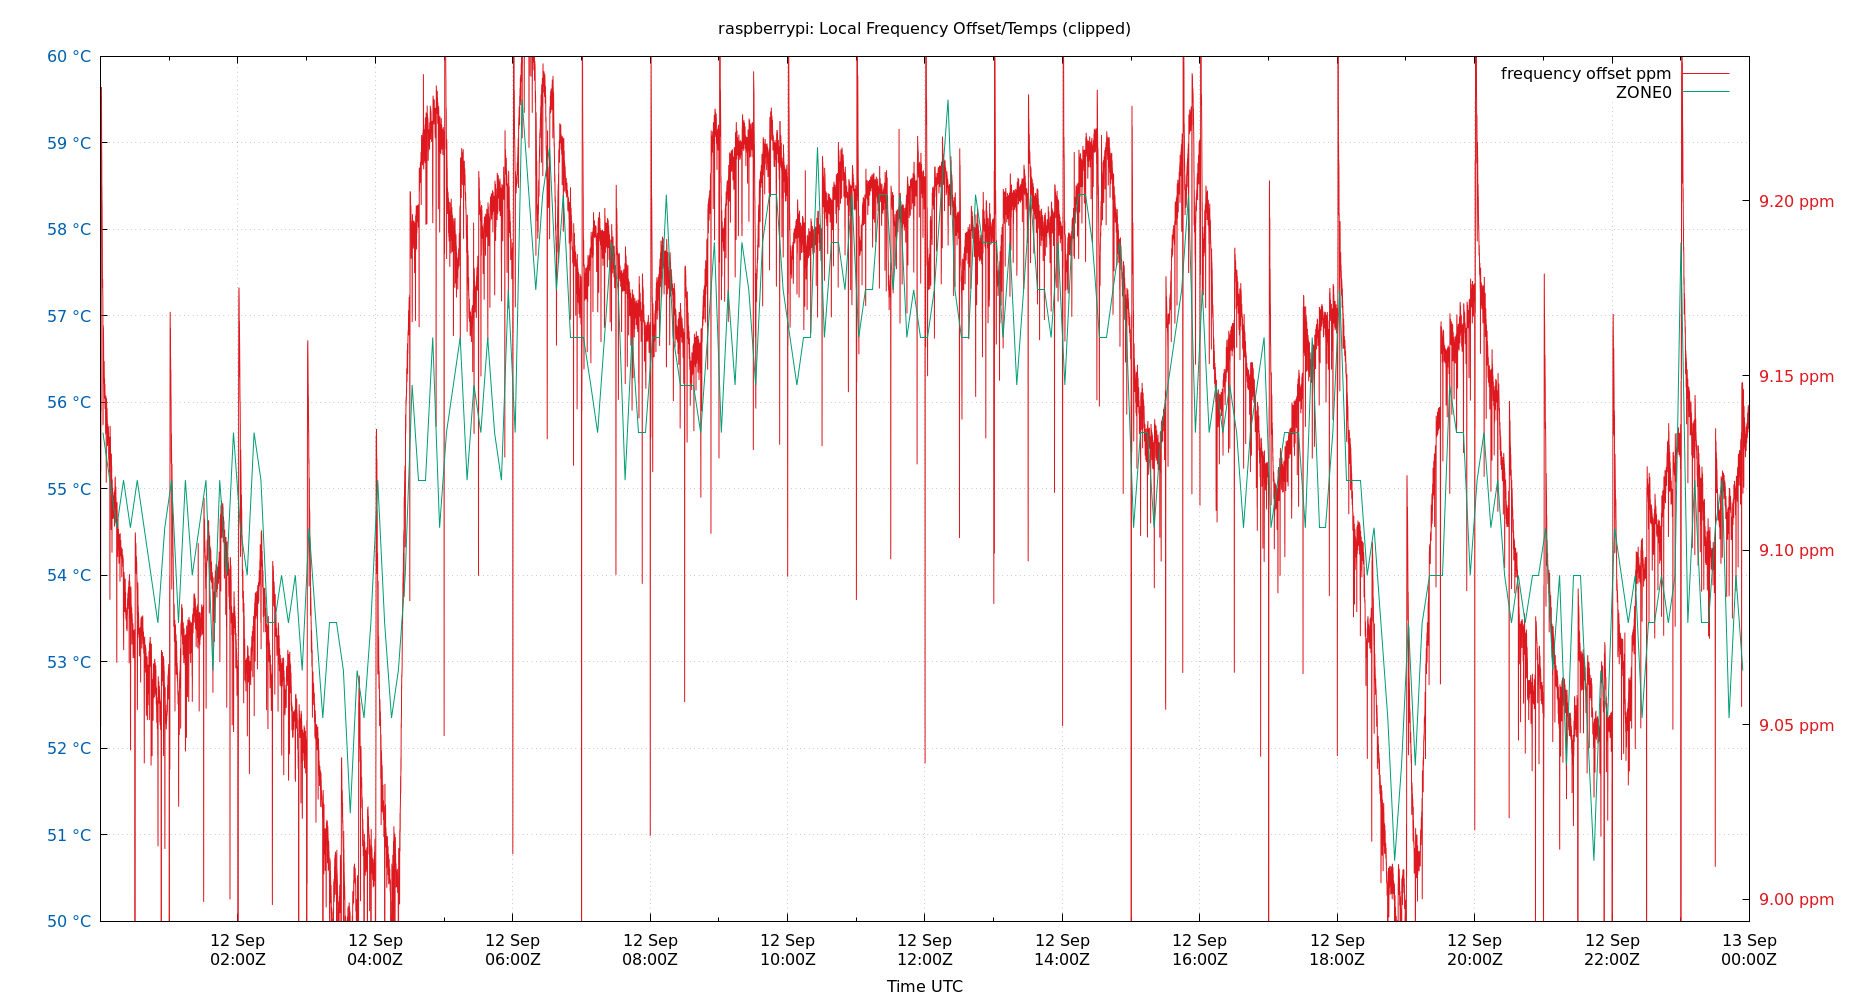 raspberrypi: Local Frequency Offset/Temps (clipped)
60 °C
59 °C
58 °C
57 °C
56 °C
55 °C
54 °C
53 °C
52 °C
51 °C
50 °C
frequency offset ppm
ZONE0
9.20 ppm
9.15 ppm
9.10 ppm
9.05 ppm
9.00 ppm
12 Sep 12 Sep 12 Sep 12 Sep 12 Sep 12 Sep 12 Sep 12 Sep 12 Sep 12 Sep 12 Sep 13 Sep
02:00Z 04:00Z 06:00Z 08:00Z 10:00Z 12:00Z 14:00Z 16:00Z 18:00Z 20:00Z 22:00Z 00:00Z
Time UTC